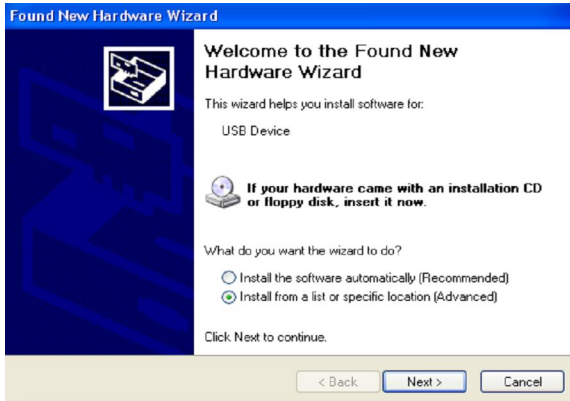 Found New Hardware Wizard
Welcome to the Found New
Hardware Wizard
This wizard helps you install software for:
USB Device
If your hardware came with an installation CD
or floppy disk, insert it now.
What do you want the wizard to do?
Install the software automatically (Recommended)
Install from a list or specific location (Advanced)
Click Next to continue.
< Back
Next >
Cancel